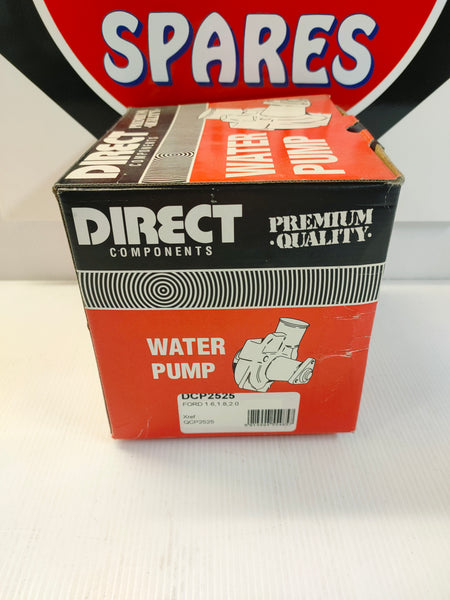 SPARES
DIRECT
COMPONENTS
WATER
PUMP
DIRECT
COMPONENTS
PREMIUM
·QUALITY·
WATER
PUMP
DCP2525
FORD 1.6,1.8,2.0
Xref :
QCP2525